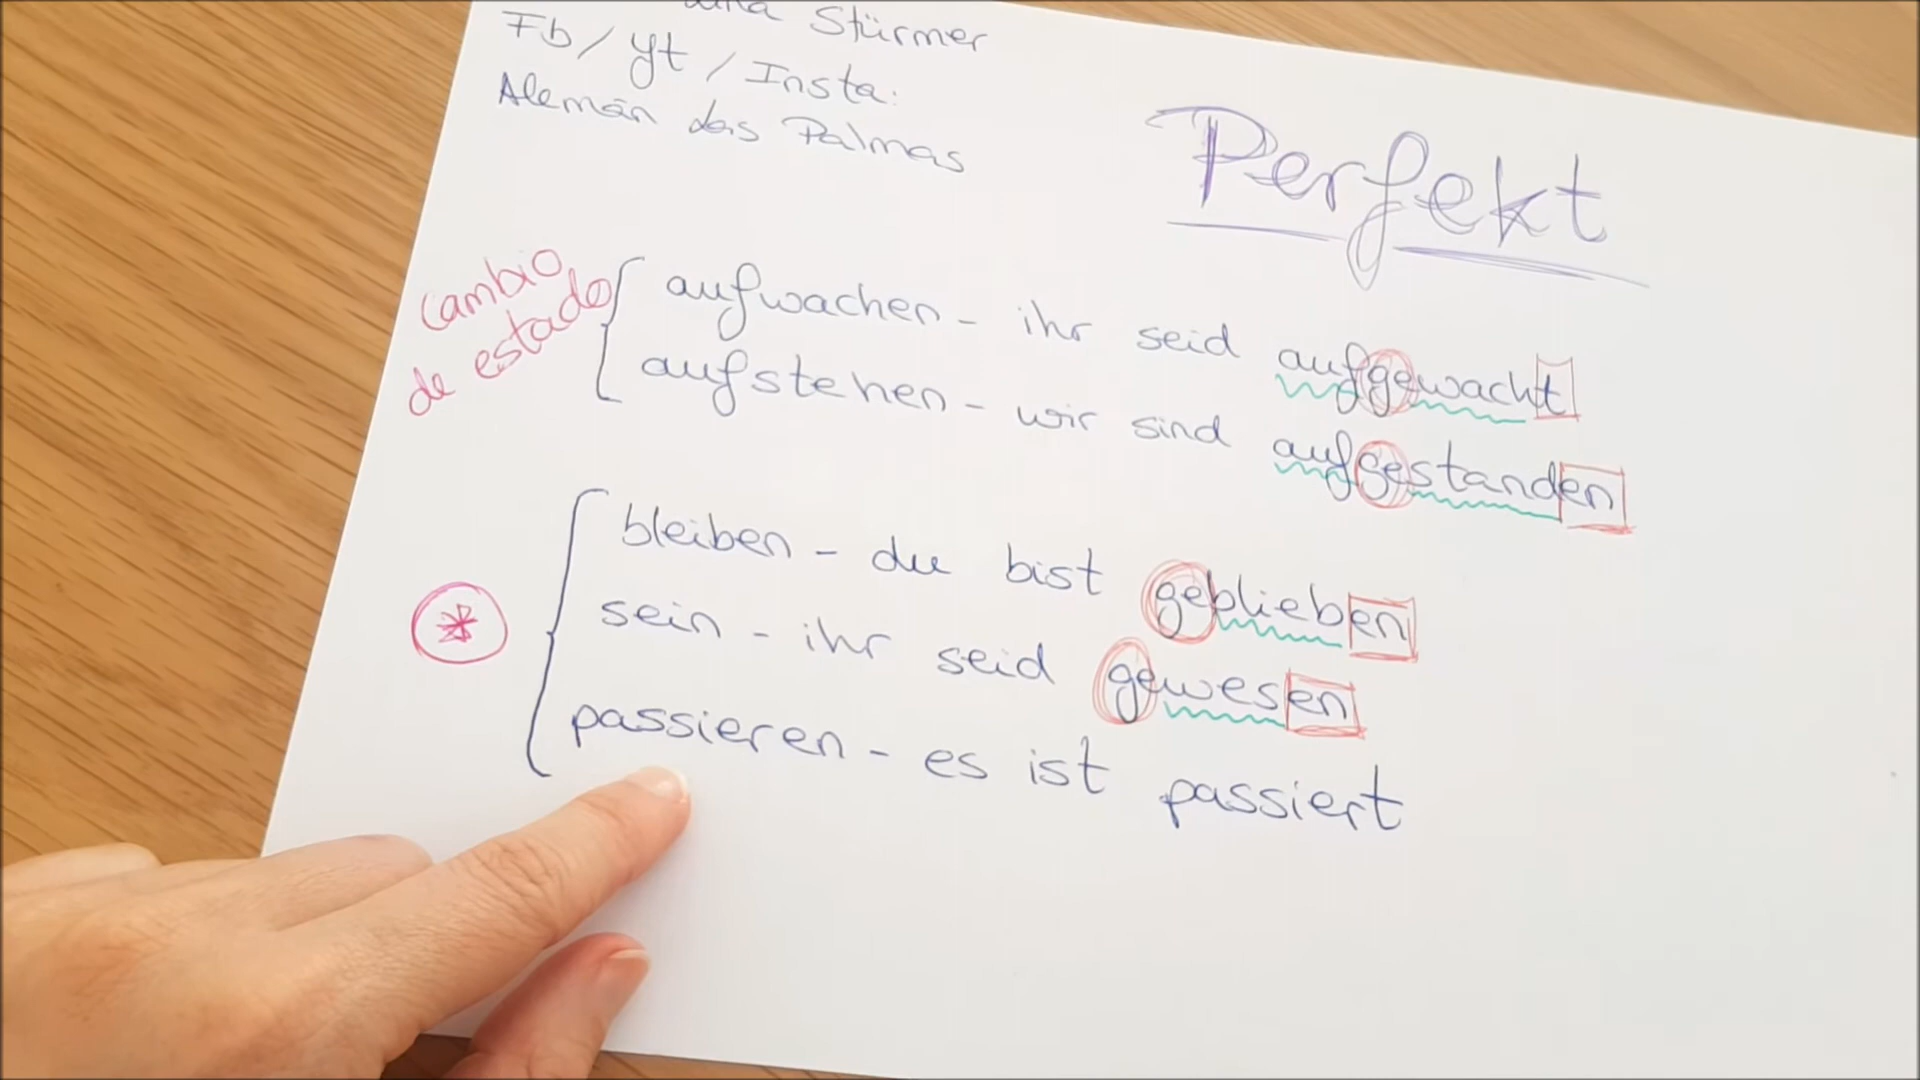 Stürmer
Fb / yt / Insta:
Alemán das Palmas
Perfekt
cambio
de estado
aufwachen - ihr seid aufgewacht
aufstehen - wir sind aufgestanden
*
bleiben - du bist geblieben
sein - ihr seid gewesen
passieren - es ist passiert